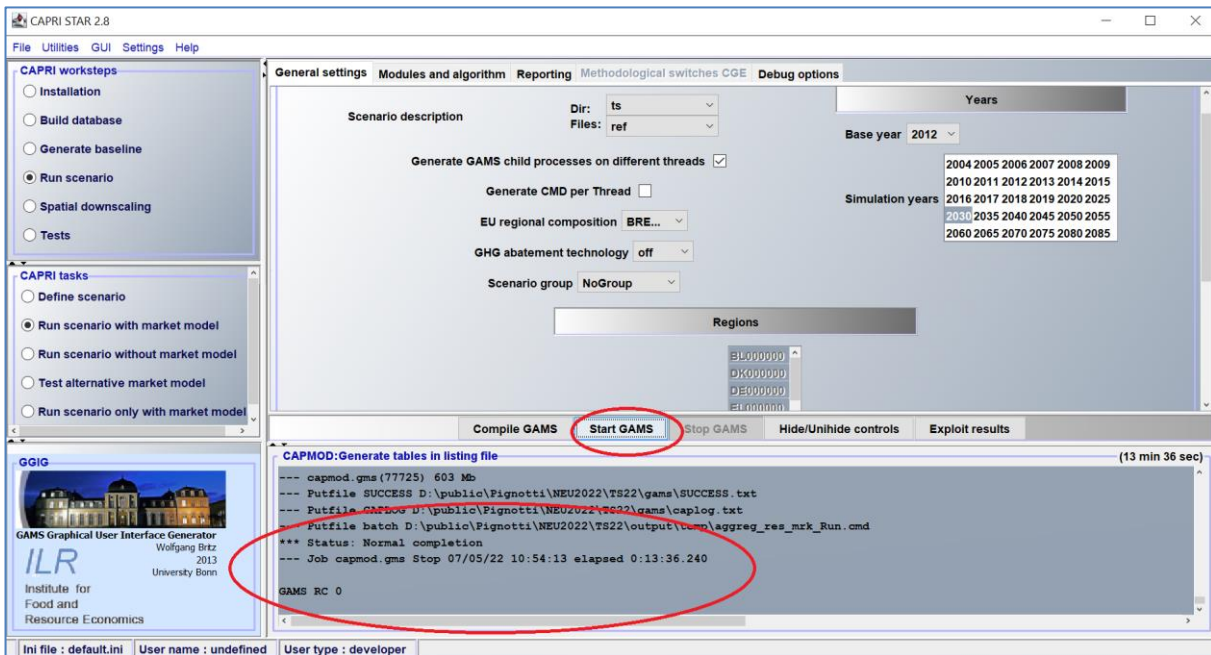 CAPRI STAR 2.8
File Utilities GUI Settings Help
CAPRI worksteps
Installation
Build database
Generate baseline
Run scenario
Spatial downscaling
Tests
CAPRI tasks
Define scenario
Run scenario with market model
Run scenario without market model
Test alternative market model
Run scenario only with market model
GGIG
GAMS Graphical User Interface Generator
Wolfgang Britz
2013
University Bonn
ILR
Institute for
Food and
Resource Economics
General settings Modules and algorithm Reporting Methodological switches CGE Debug options
Scenario description
Dir: ts
Files: ref
Generate GAMS child processes on different threads
Generate CMD per Thread
EU regional composition BRE...
GHG abatement technology off
Scenario group NoGroup
Years
Base year 2012
Simulation years
2004 2005 2006 2007 2008 2009
2010 2011 2012 2013 2014 2015
2016 2017 2018 2019 2020 2025
2030 2035 2040 2045 2050 2055
2060 2065 2070 2075 2080 2085
Regions
BL000000
DK000000
DE000000
EL000000
Compile GAMS Start GAMS Stop GAMS Hide/Unihide controls Exploit results
CAPMOD:Generate tables in listing file (13 min 36 sec)
--- capmod.gms(77725) 603 Mb
--- Putfile SUCCESS D:\public\Pignotti\NEU2022\TS22\gams\SUCCESS.txt
--- Putfile CAPLOG D:\public\Pignotti\NEU2022\TS22\gams\caplog.txt
--- Putfile batch D:\public\Pignotti\NEU2022\TS22\output\temp\aggreg_res_mrk_Run.cmd
*** Status: Normal completion
--- Job capmod.gms Stop 07/05/22 10:54:13 elapsed 0:13:36.240
GAMS RC 0
Ini file : default.ini User name : undefined User type : developer